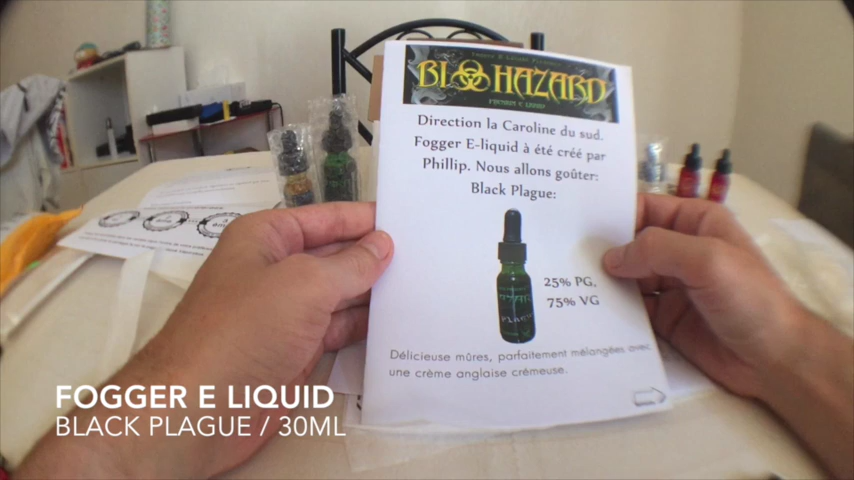 BIOHAZARD
Direction la Caroline du sud.
Fogger E-liquid à été créé par
Phillip. Nous allons goûter:
Black Plague:
25% PG,
75% VG
Délicieuse mûres, parfaitement mélangées avec
une crème anglaise crémeuse.
FOGGER E LIQUID
BLACK PLAGUE / 30ML